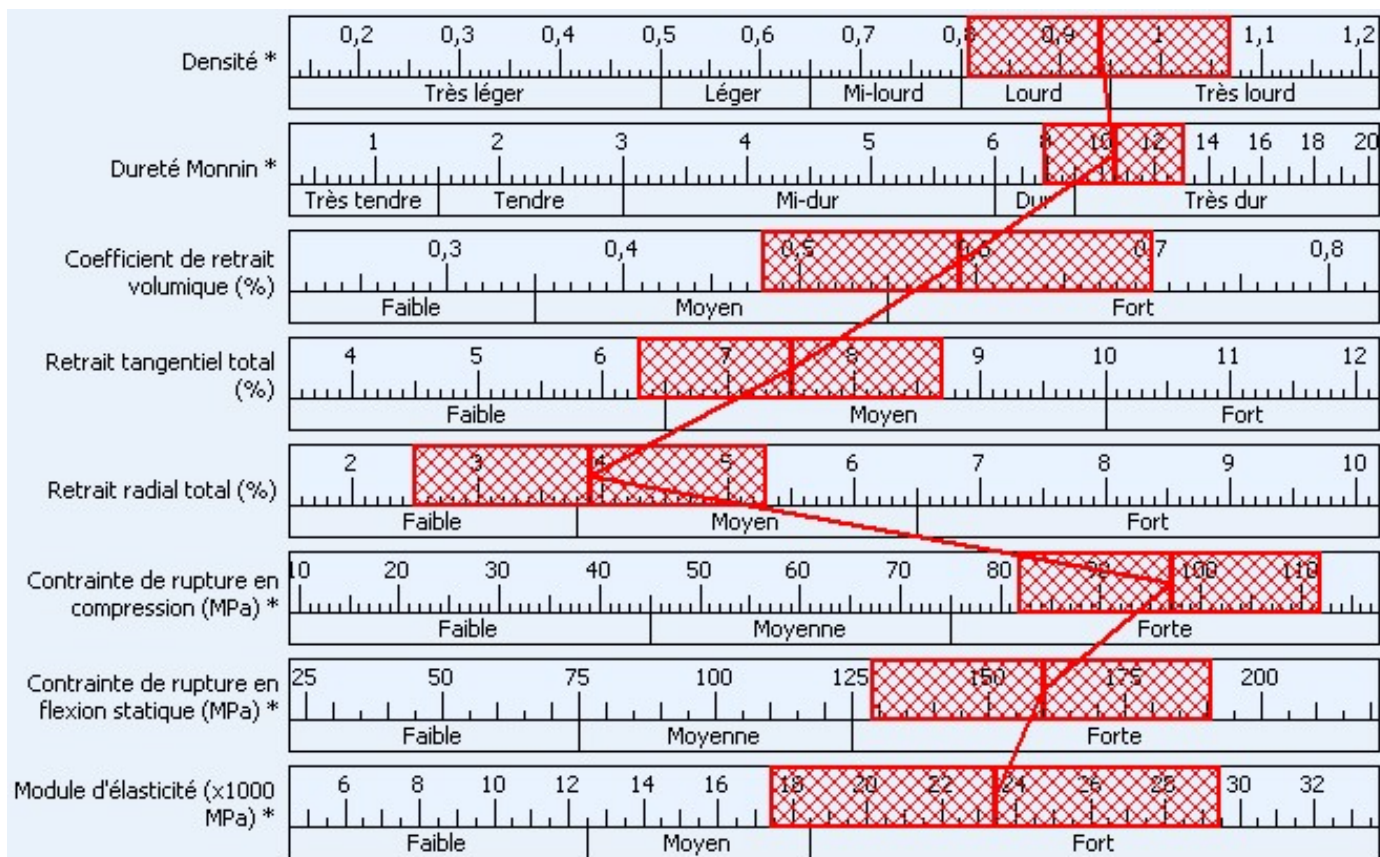 Densité *
0,2 0,3 0,4 0,5 0,6 0,7 0,8 0,9 1 1,1 1,2
Très léger Léger Mi-lourd Lourd Très lourd
Dureté Monnin *
1 2 3 4 5 6 8 10 12 14 16 18 20
Très tendre Tendre Mi-dur Dur Très dur
Coefficient de retrait
volumique (%)
0,3 0,4 0,5 0,6 0,7 0,8
Faible Moyen Fort
Retrait tangentiel total
(%)
4 5 6 7 8 9 10 11 12
Faible Moyen Fort
Retrait radial total (%)
2 3 4 5 6 7 8 9 10
Faible Moyen Fort
Contrainte de rupture en
compression (MPa) *
10 20 30 40 50 60 70 80 90 100 110
Faible Moyenne Forte
Contrainte de rupture en
flexion statique (MPa) *
25 50 75 100 125 150 175 200
Faible Moyenne Forte
Module d'élasticité (x1000
MPa) *
6 8 10 12 14 16 18 20 22 24 26 28 30 32
Faible Moyen Fort